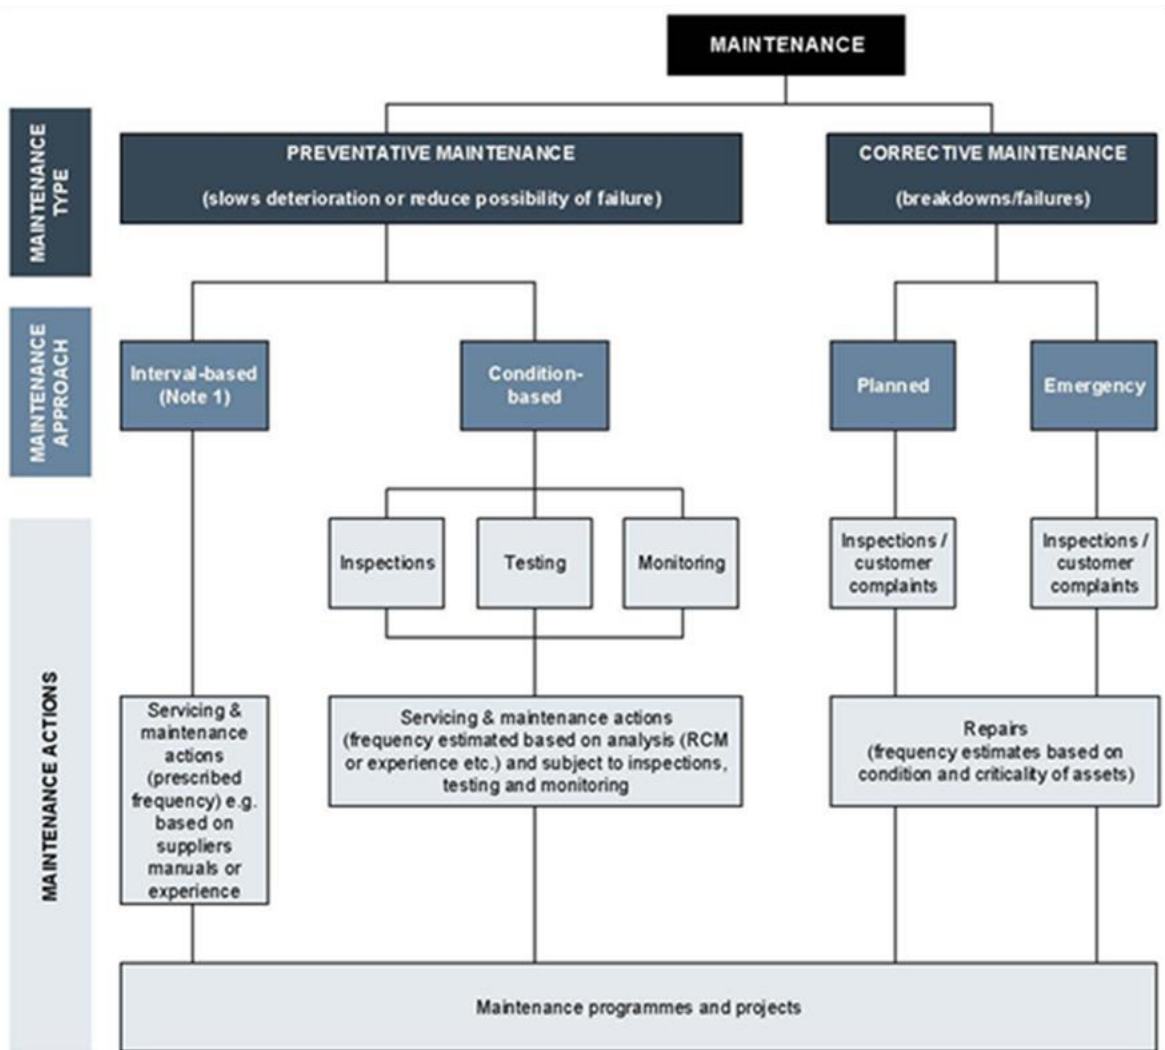 MAINTENANCE
MAINTENANCE
TYPE
PREVENTATIVE MAINTENANCE
(slows deterioration or reduce possibility of failure)
CORRECTIVE MAINTENANCE
(breakdowns/failures)
MAINTENANCE
APPROACH
Interval-based
(Note 1)
Condition-
based
Planned
Emergency
MAINTENANCE ACTIONS
Inspections
Testing
Monitoring
Inspections /
customer
complaints
Inspections /
customer
complaints
Servicing &
maintenance
actions
(prescribed
frequency) e.g.
based on
suppliers
manuals or
experience
Servicing & maintenance actions
(frequency estimated based on analysis (RCM
or experience etc.) and subject to inspections,
testing and monitoring
Repairs
(frequency estimates based on
condition and criticality of assets)
Maintenance programmes and projects